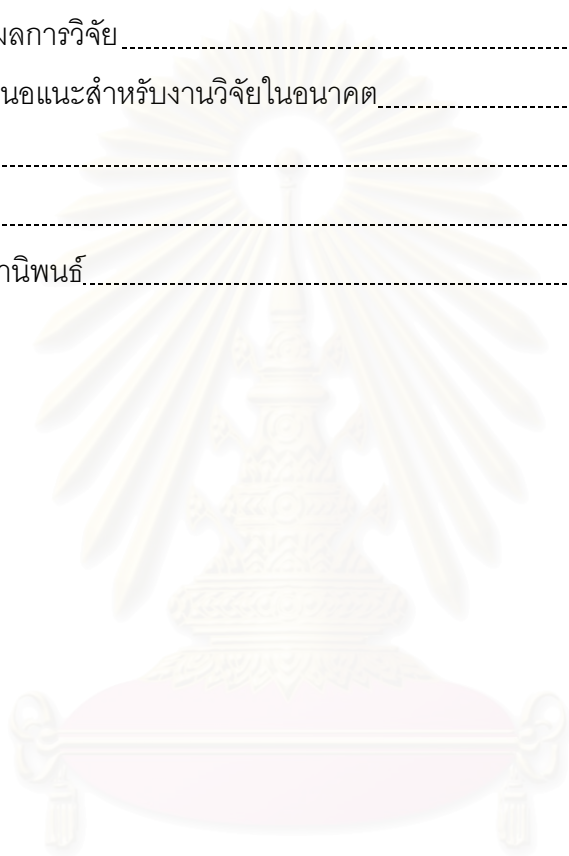 ผลการวิจัย
นอแนะสำหรับงานวิจัยในอนาคต
านิพนธ์